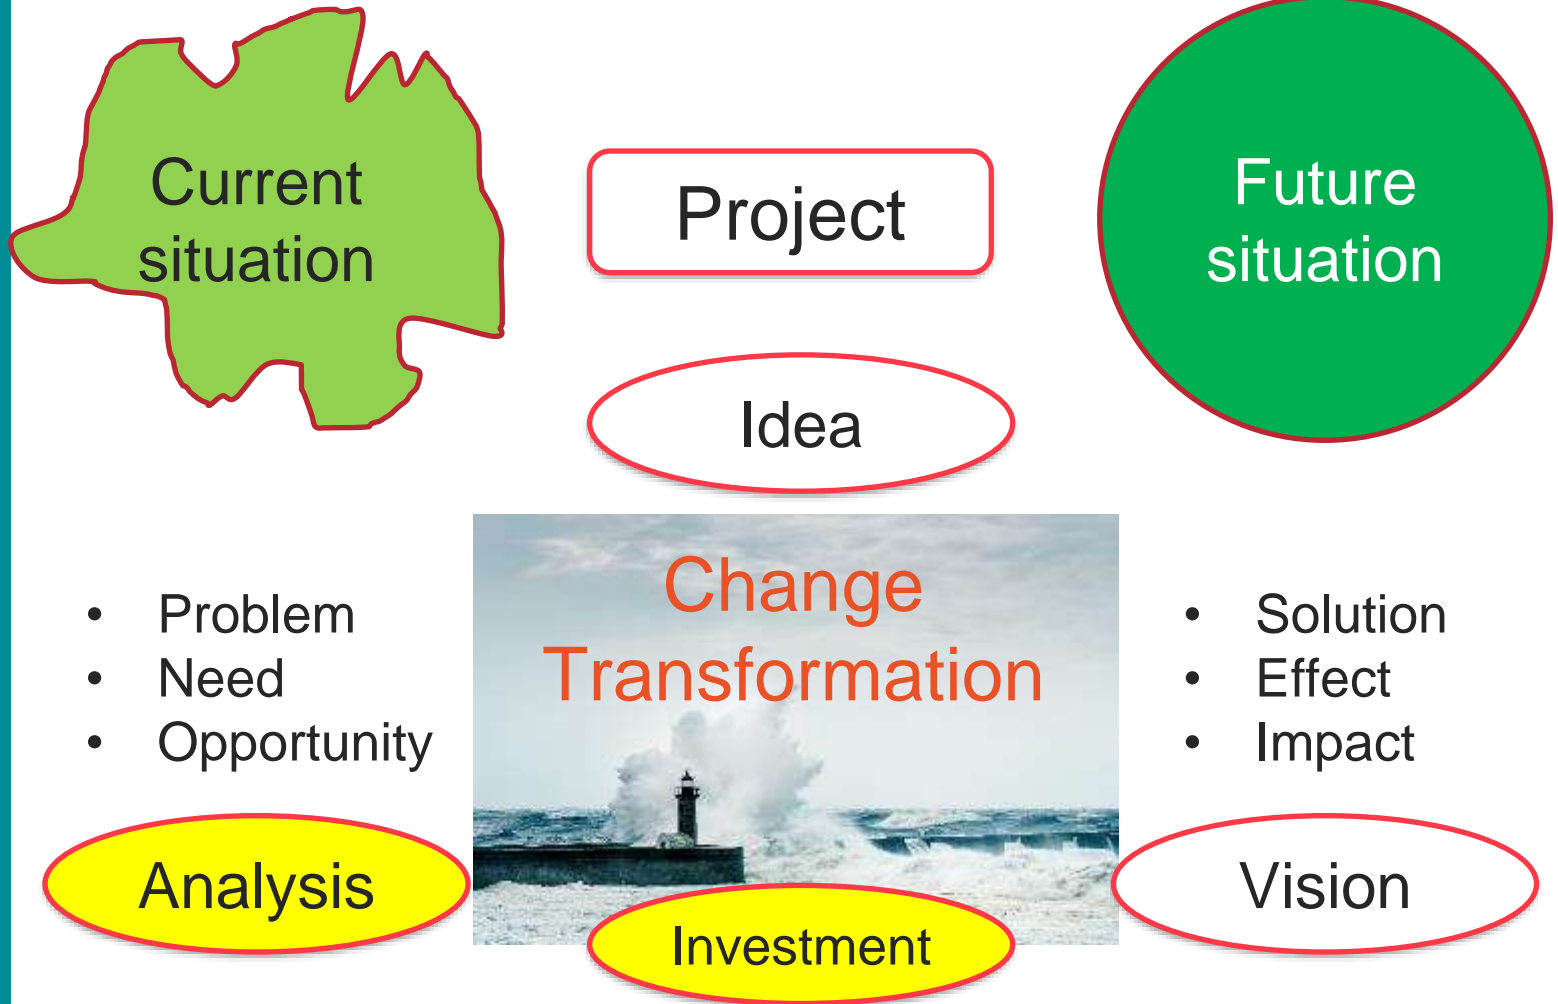 Current
situation
Project
Future
situation
Idea
• Problem
• Need
• Opportunity
Change
Transformation
• Solution
• Effect
• Impact
Analysis
Investment
Vision